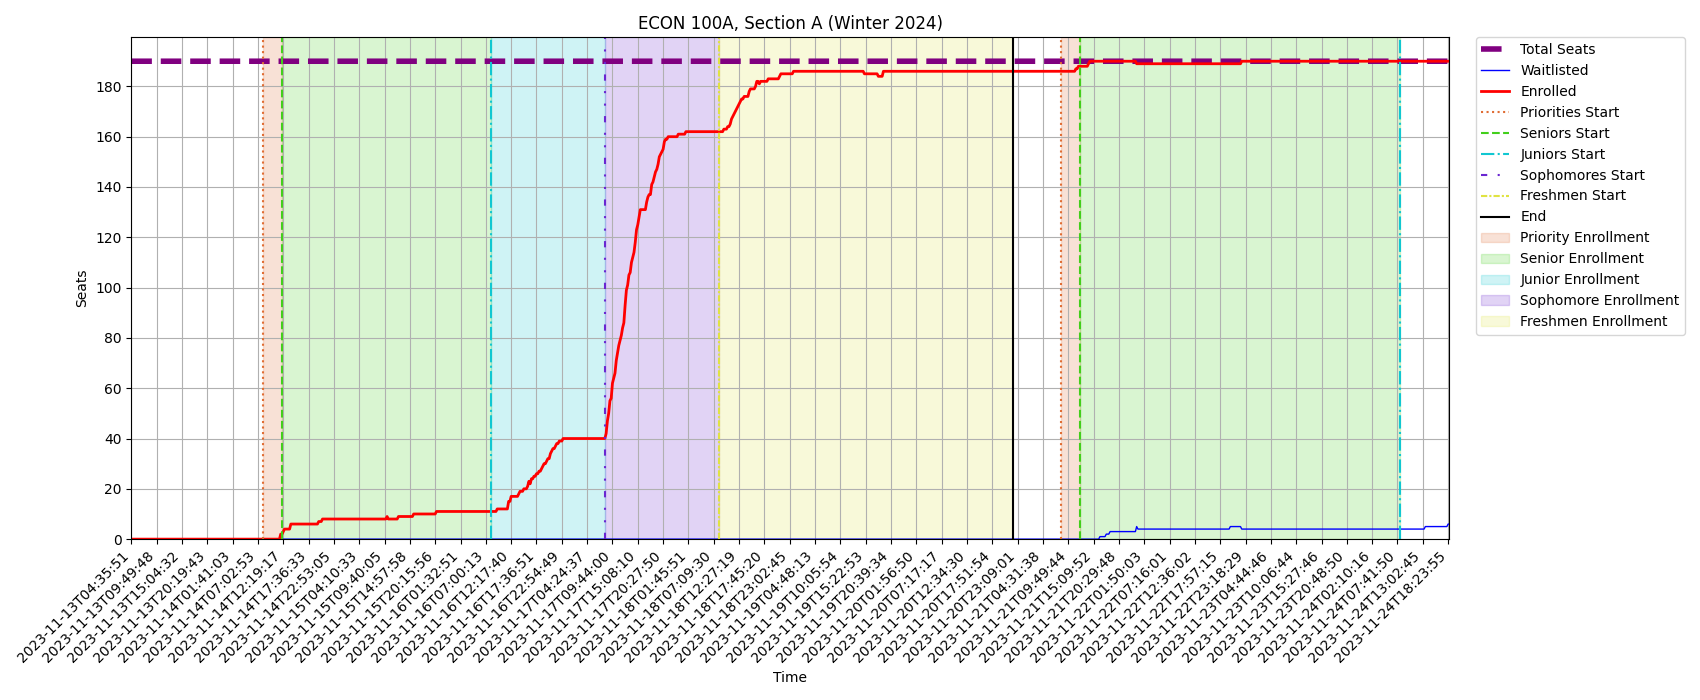 ECON 100A, Section A (Winter 2024)
Seats
180
160
140
120
100
80
60
40
20
0
2023-11-13T04:35:51
2023-11-13T09:49:48
2023-11-13T15:04:32
2023-11-13T20:19:43
2023-11-14T01:41:03
2023-11-14T07:02:53
2023-11-14T12:19:17
2023-11-14T17:36:33
2023-11-14T22:53:05
2023-11-15T04:10:33
2023-11-15T09:40:05
2023-11-15T14:57:58
2023-11-15T20:15:56
2023-11-16T01:32:51
2023-11-16T07:00:13
2023-11-16T12:17:40
2023-11-16T17:36:51
2023-11-16T22:54:49
2023-11-17T04:24:37
2023-11-17T09:44:00
2023-11-17T15:08:10
2023-11-17T20:27:50
2023-11-18T01:45:51
2023-11-18T07:09:30
2023-11-18T12:27:19
2023-11-18T17:45:20
2023-11-18T23:02:45
2023-11-19T04:48:13
2023-11-19T10:05:54
2023-11-19T15:22:53
2023-11-19T20:39:34
2023-11-20T01:56:50
2023-11-20T07:17:17
2023-11-20T12:34:30
2023-11-20T17:51:54
2023-11-20T23:09:01
2023-11-21T04:31:38
2023-11-21T09:49:44
2023-11-21T15:09:52
2023-11-21T20:29:48
2023-11-22T01:50:03
2023-11-22T07:16:01
2023-11-22T12:36:02
2023-11-22T17:57:15
2023-11-22T23:18:29
2023-11-23T04:44:46
2023-11-23T10:06:44
2023-11-23T15:27:46
2023-11-23T20:48:50
2023-11-24T02:10:16
2023-11-24T07:41:50
2023-11-24T13:02:45
2023-11-24T18:23:55
Time
Total Seats
Waitlisted
Enrolled
Priorities Start
Seniors Start
Juniors Start
Sophomores Start
Freshmen Start
End
Priority Enrollment
Senior Enrollment
Junior Enrollment
Sophomore Enrollment
Freshmen Enrollment